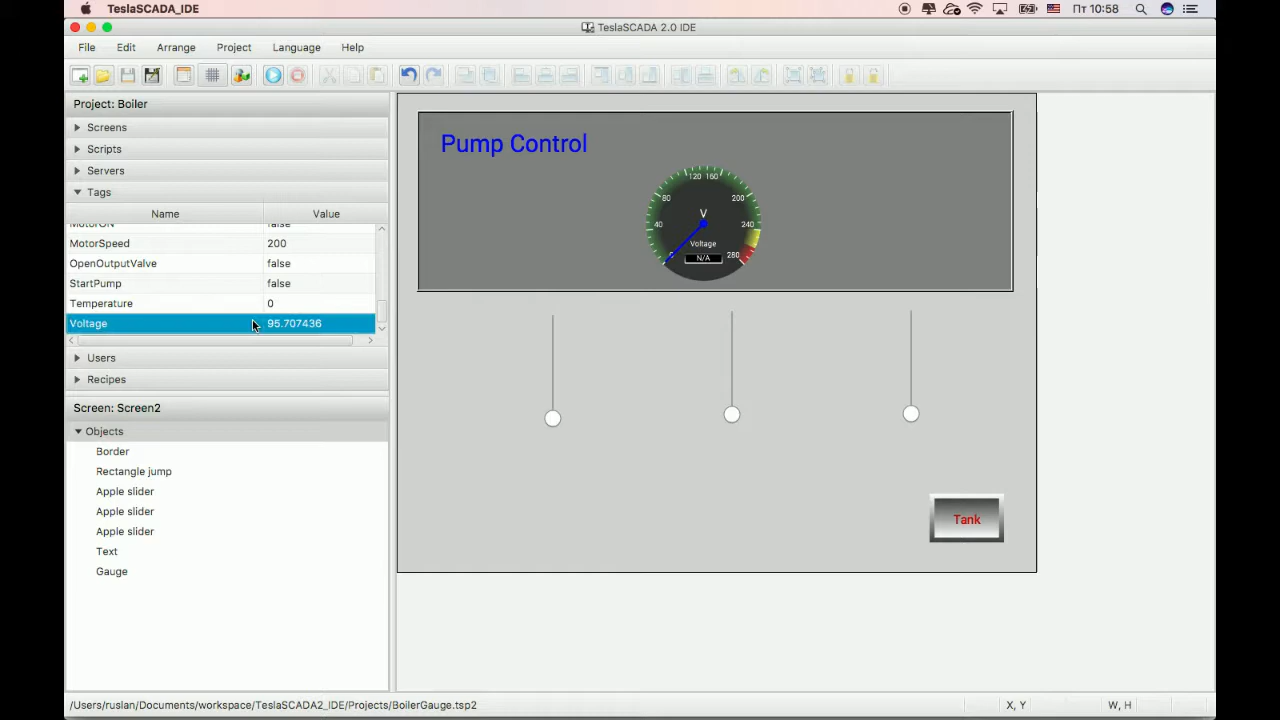 TeslaSCADA_IDE
Пт 10:58
TeslaSCADA 2.0 IDE
File Edit Arrange Project Language Help
Project: Boiler
Screens
Scripts
Servers
Tags
Name Value
MotorON false
MotorSpeed 200
OpenOutputValve false
StartPump false
Temperature 0
Voltage 95.707436
Users
Recipes
Screen: Screen2
Objects
Border
Rectangle jump
Apple slider
Apple slider
Apple slider
Text
Gauge
Pump Control
120 160
80 200
V
40 240
Voltage
0 N/A 280
Tank
/Users/ruslan/Documents/workspace/TeslaSCADA2_IDE/Projects/BoilerGauge.tsp2
X, Y W, H